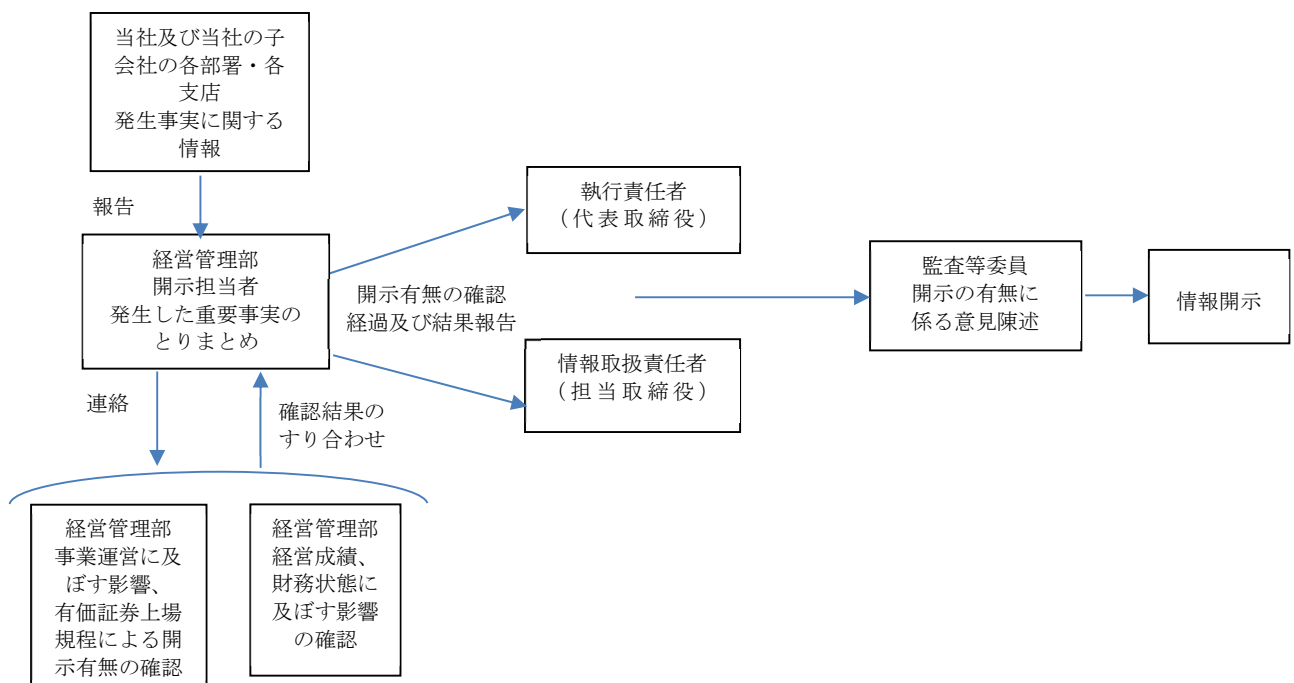 当社及び当社の子
会社の各部署・各
支店
発生事実に関する
情報
報告
経営管理部
開示担当者
発生した重要事実の
とりまとめ
執行責任者
（代表取締役）
開示有無の確認
経過及び結果報告
情報取扱責任者
（担当取締役）
監査等委員
開示の有無に
係る意見陳述
情報開示
連絡
確認結果の
すり合わせ
経営管理部
事業運営に及
ぼす影響、
有価証券上場
規程による開
示有無の確認
経営管理部
経営成績、
財務状態に
及ぼす影響
の確認